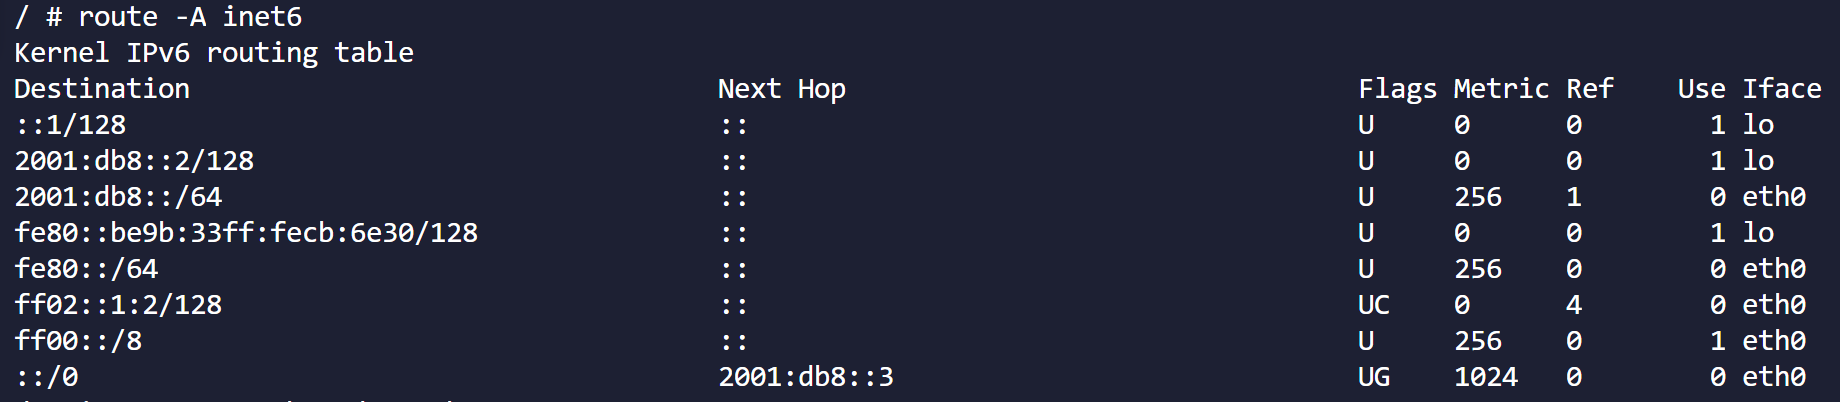 / # route -A inet6
Kernel IPv6 routing table
Destination Next Hop Flags Metric Ref Use Iface
::1/128 :: U 0 0 1 lo
2001:db8::2/128 :: U 0 0 1 lo
2001:db8::/64 :: U 256 1 0 eth0
fe80::be9b:33ff:fecb:6e30/128 :: U 0 0 1 lo
fe80::/64 :: U 256 0 0 eth0
ff02::1:2/128 :: UC 0 4 0 eth0
ff00::/8 :: U 256 0 1 eth0
::/0 2001:db8::3 UG 1024 0 0 eth0